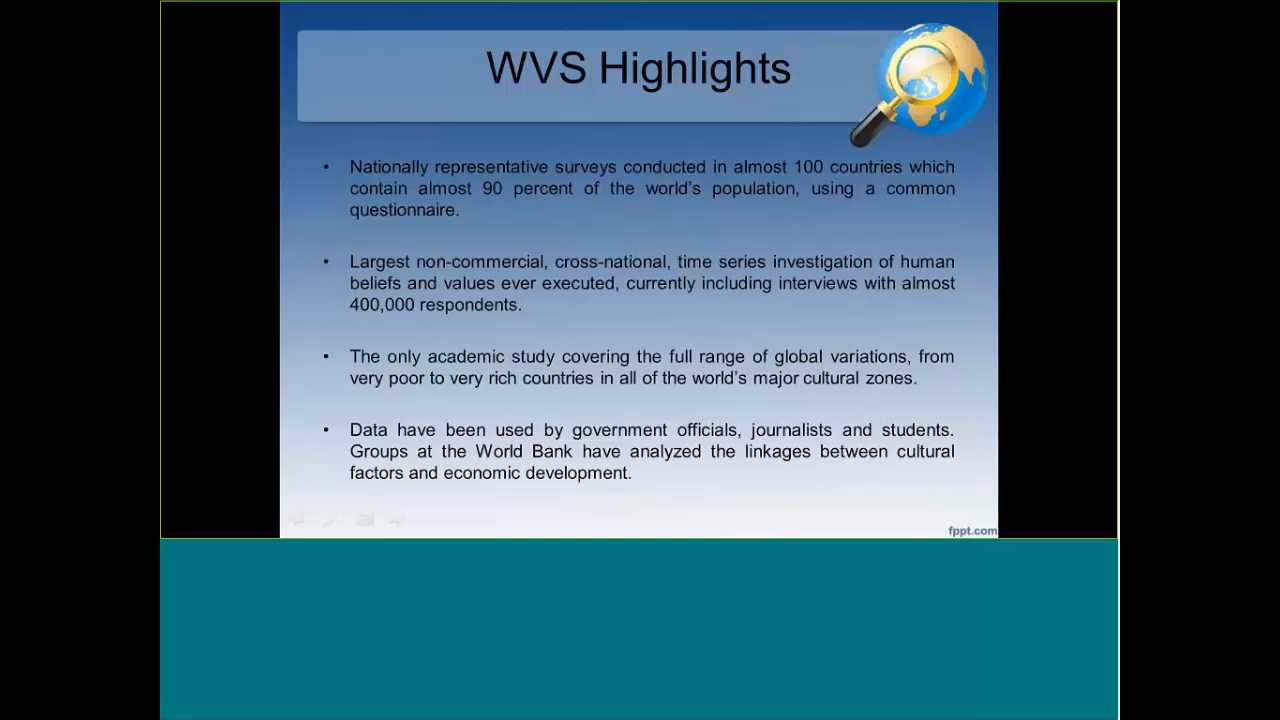 WVS Highlights
• Nationally representative surveys conducted in almost 100 countries which
contain almost 90 percent of the world's population, using a common
questionnaire.
• Largest non-commercial, cross-national, time series investigation of human
beliefs and values ever executed, currently including interviews with almost
400,000 respondents.
• The only academic study covering the full range of global variations, from
very poor to very rich countries in all of the world's major cultural zones.
• Data have been used by government officials, journalists and students.
Groups at the World Bank have analyzed the linkages between cultural
factors and economic development.
fppt.com